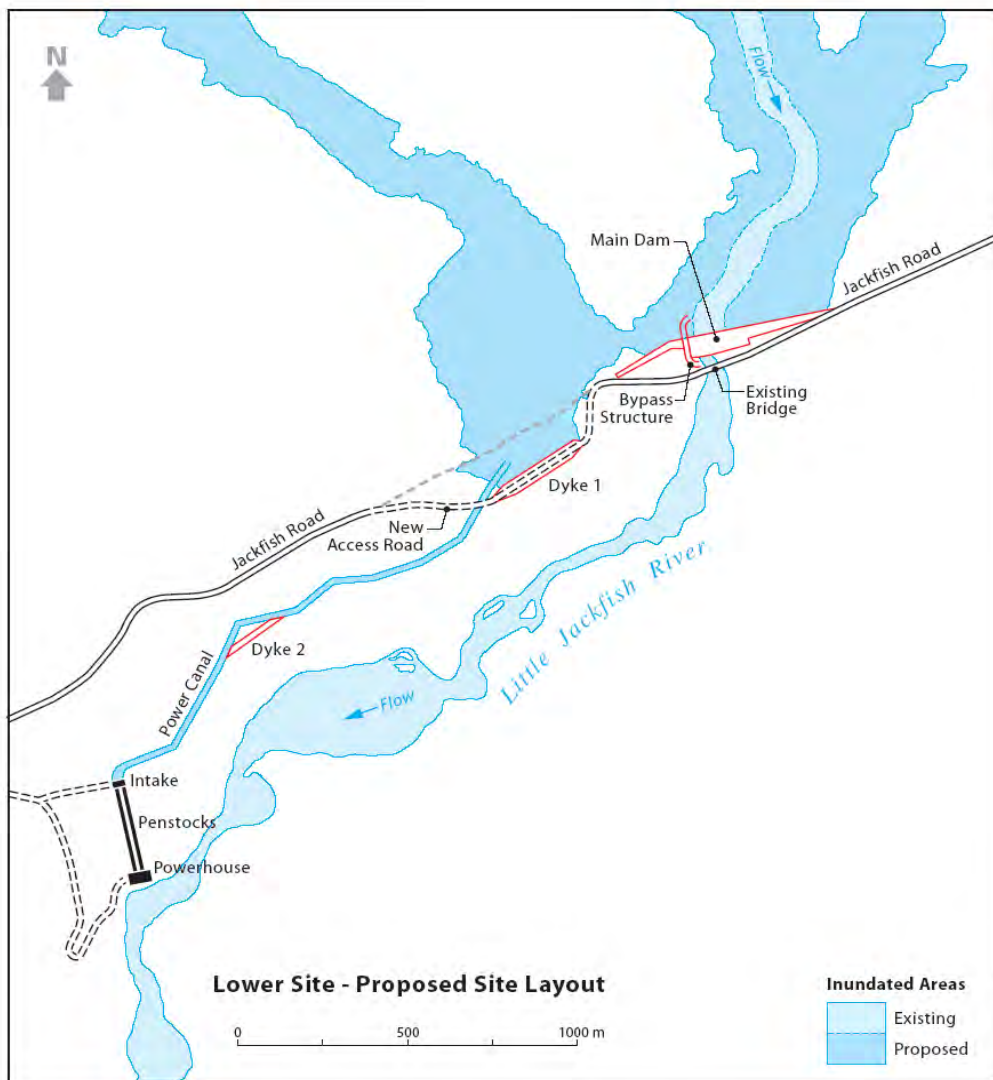 N
Flow
Main Dam
Jackfish Road
Bypass
Structure
Existing
Bridge
Dyke 1
New
Access Road
Jackfish Road
Little Jackfish River
Dyke 2
Power Canal
Flow
Intake
Penstocks
Powerhouse
Lower Site - Proposed Site Layout
0 500 1000 m
Inundated Areas
Existing
Proposed